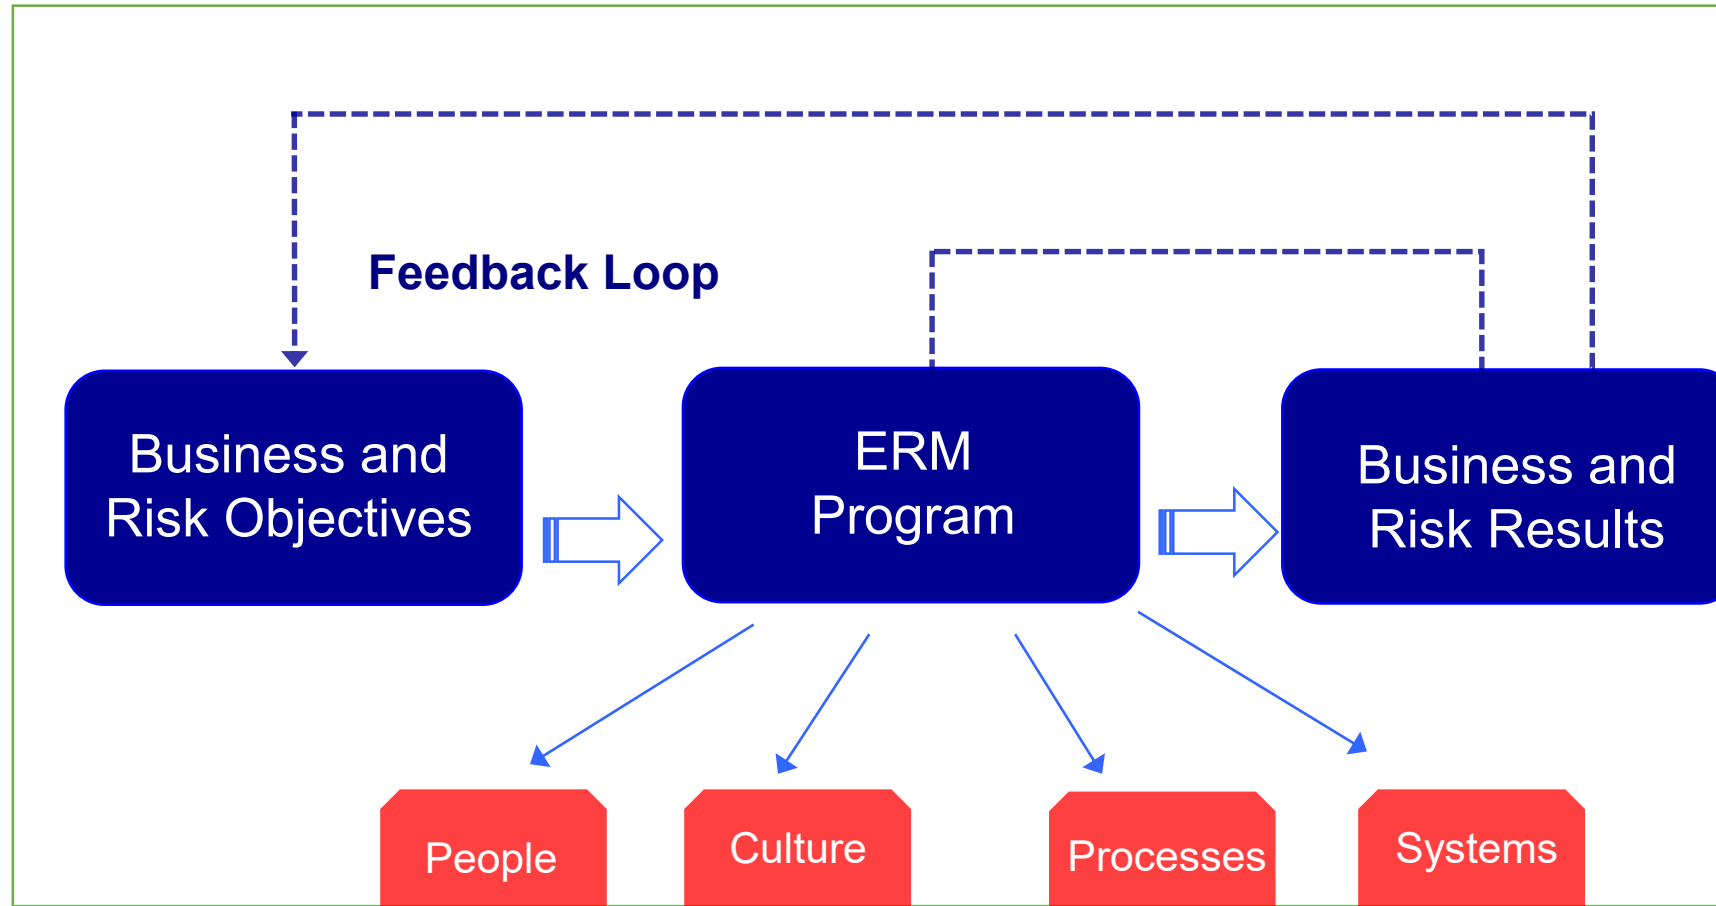 Feedback Loop
Business and
Risk Objectives
ERM
Program
Business and
Risk Results
People
Culture
Processes
Systems